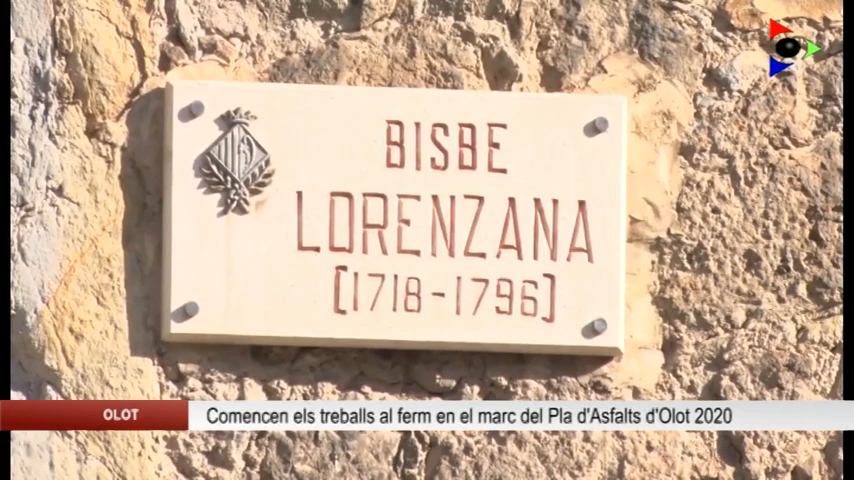 BISBE
LORENZANA
(1718-1796)
OLOT
Comencen els treballs al ferm en el marc del Pla d'Asfalts d'Olot 2020